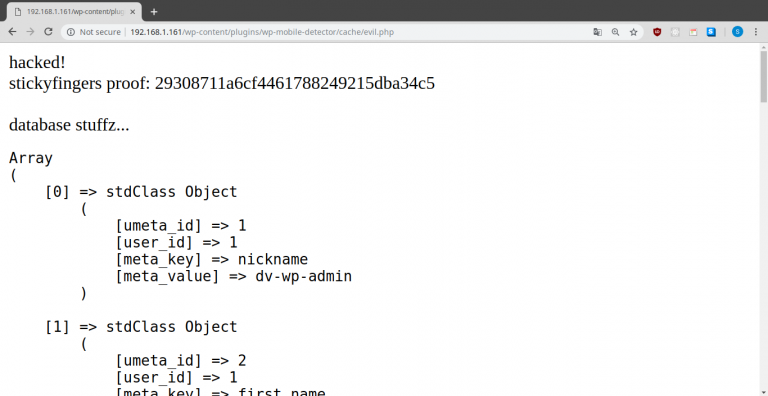 192.168.1.161/wp-content/plug
Not secure | 192.168.1.161/wp-content/plugins/wp-mobile-detector/cache/evil.php
S
hacked!
stickyfingers proof: 29308711a6cf4461788249215dba34c5
database stuffz...
Array
(
[0] => stdClass Object
(
[umeta_id] => 1
[user_id] => 1
[meta_key] => nickname
[meta_value] => dv-wp-admin
)
[1] => stdClass Object
(
[umeta_id] => 2
[user_id] => 1
[meta_key] => first_name